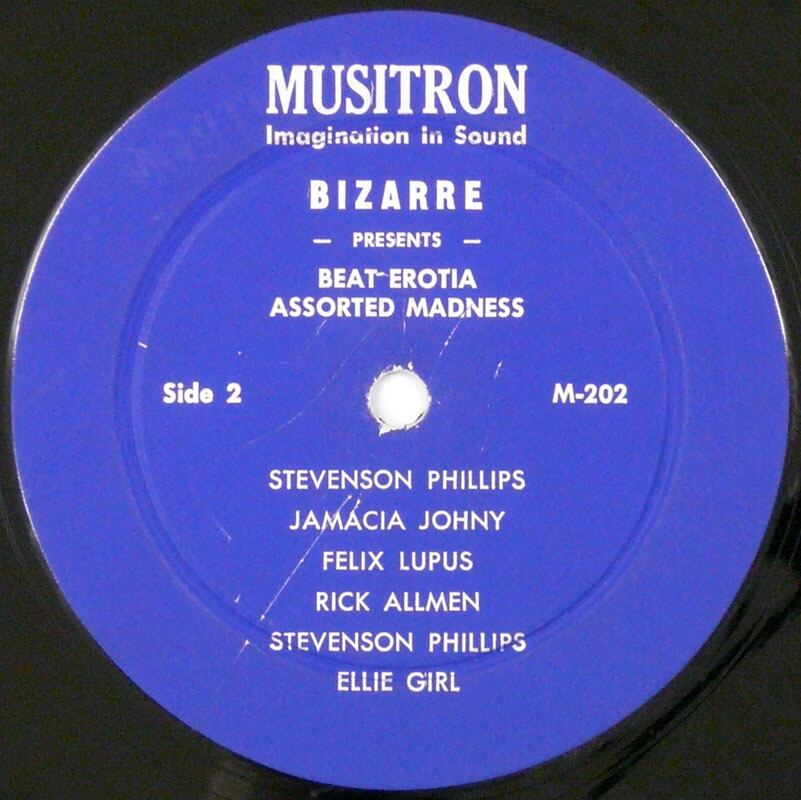 MUSITRON
Imagination in Sound
BIZARRE
— PRESENTS —
BEAT EROTIA
ASSORTED MADNESS
Side 2 M-202
STEVENSON PHILLIPS
JAMACIA JOHNY
FELIX LUPUS
RICK ALLMEN
STEVENSON PHILLIPS
ELLIE GIRL